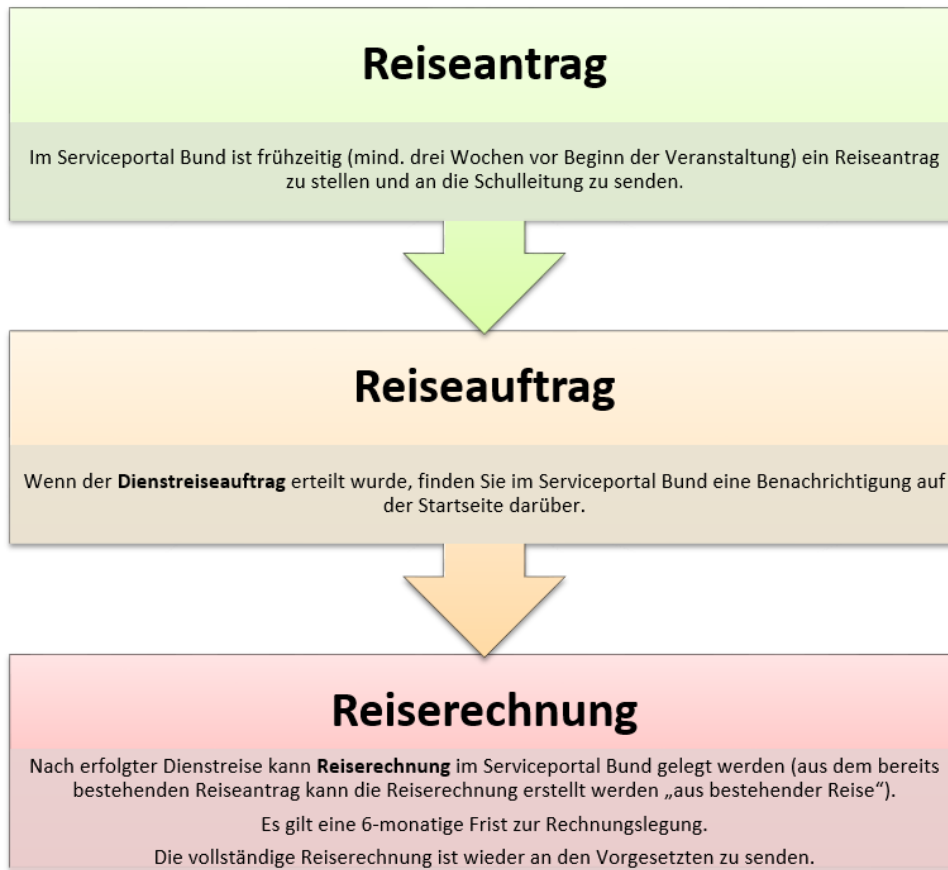 Reiseantrag
Im Serviceportal Bund ist frühzeitig (mind. drei Wochen vor Beginn der Veranstaltung) ein Reiseantrag
zu stellen und an die Schulleitung zu senden.
Reiseauftrag
Wenn der Dienstreiseauftrag erteilt wurde, finden Sie im Serviceportal Bund eine Benachrichtigung auf
der Startseite darüber.
Reiserechnung
Nach erfolgter Dienstreise kann Reiserechnung im Serviceportal Bund gelegt werden (aus dem bereits
bestehenden Reiseantrag kann die Reiserechnung erstellt werden „aus bestehender Reise“).
Es gilt eine 6-monatige Frist zur Rechnungslegung.
Die vollständige Reiserechnung ist wieder an den Vorgesetzten zu senden.